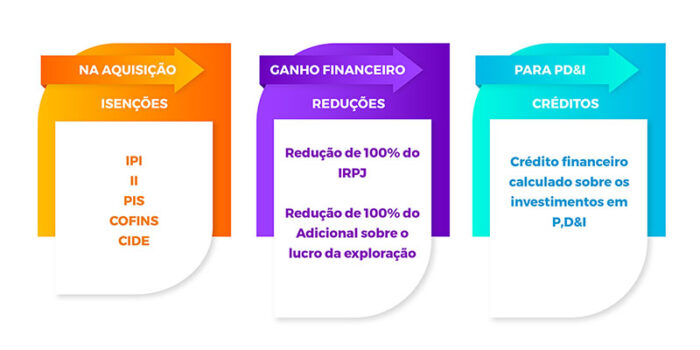 NA AQUISIÇÃO
ISENÇÕES
IPI
II
PIS
COFINS
CIDE
GANHO FINANCEIRO
REDUÇÕES
Redução de 100% do
IRPJ
Redução de 100% do
Adicional sobre o
lucro da exploração
PARA PD&I
CRÉDITOS
Crédito financeiro
calculado sobre os
investimentos em
P,D&I